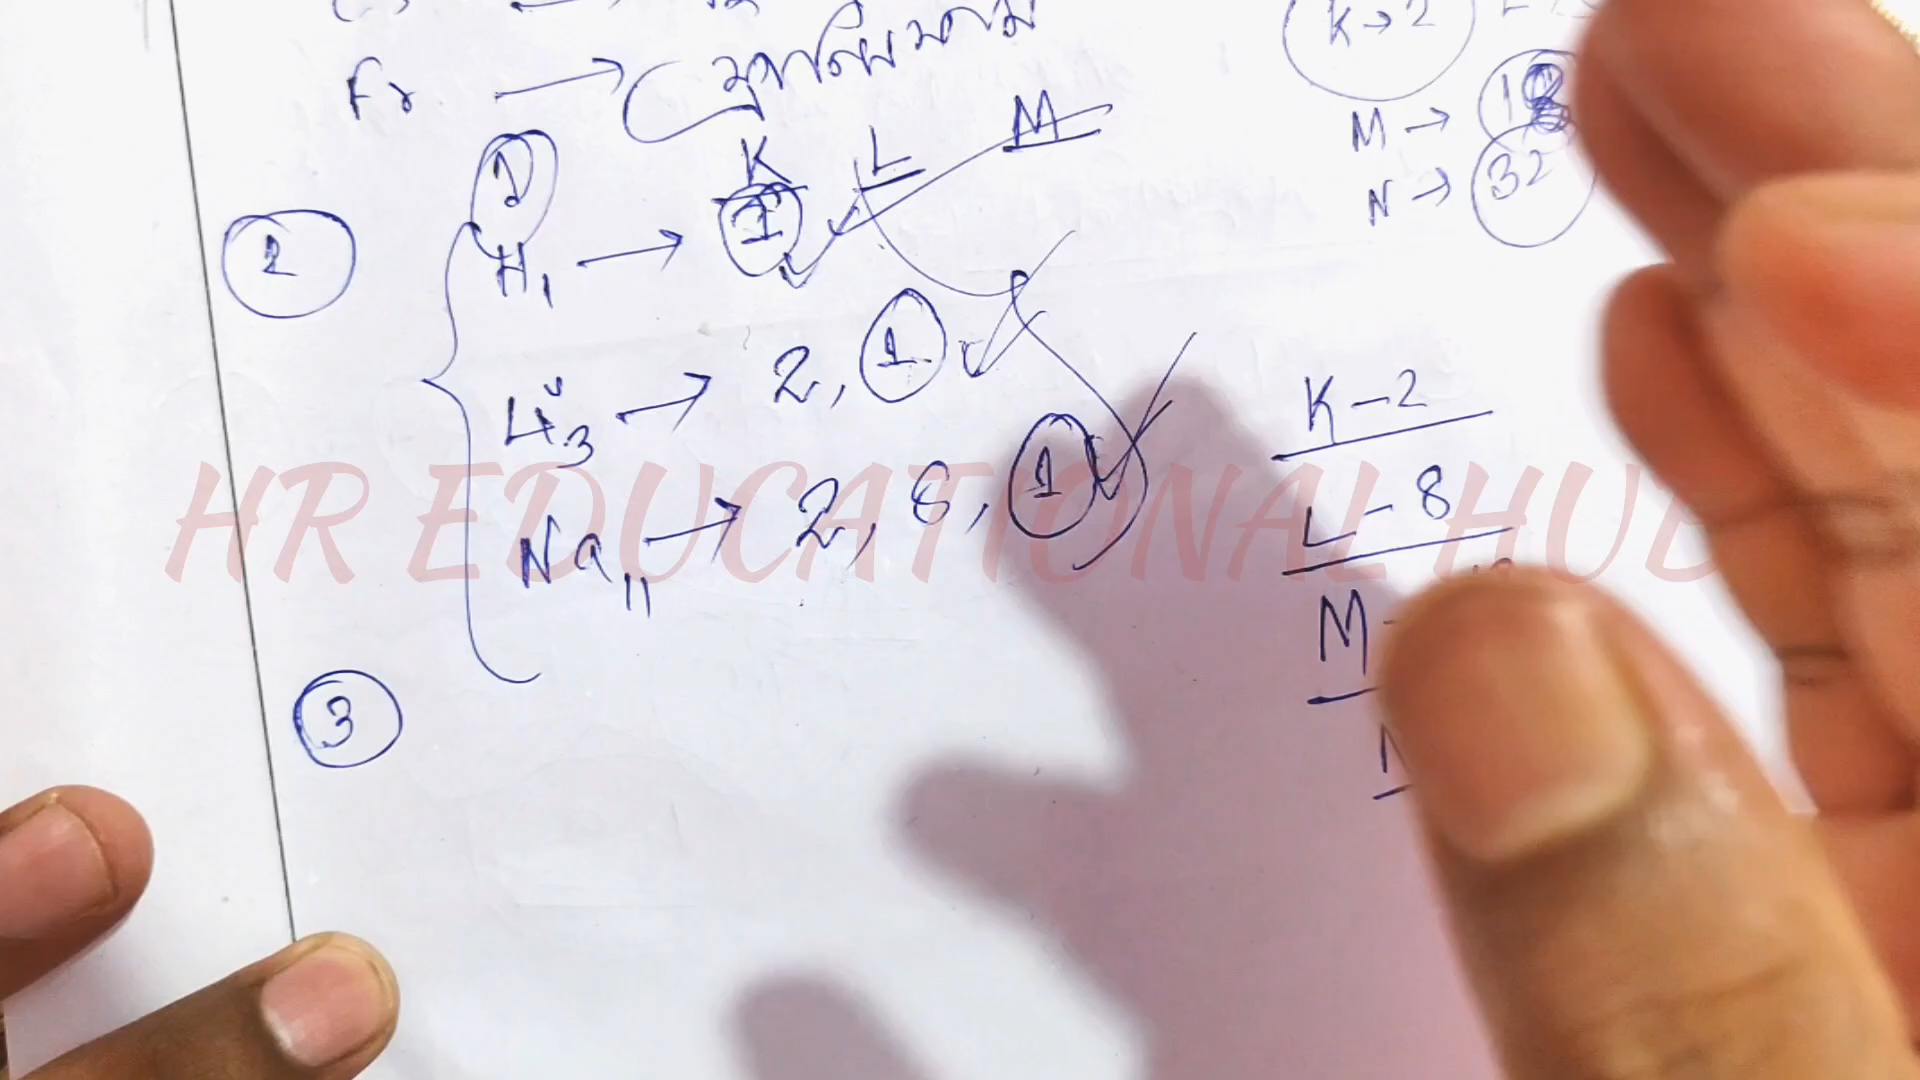 Fr →
K → 2
M → 18
N → 32
K L M
1
2
H1 → 1
Li3 → 2, 1
Na11 → 2, 8, 1
3
K – 2
L – 8
M –
HR EDUCATIONAL HUB